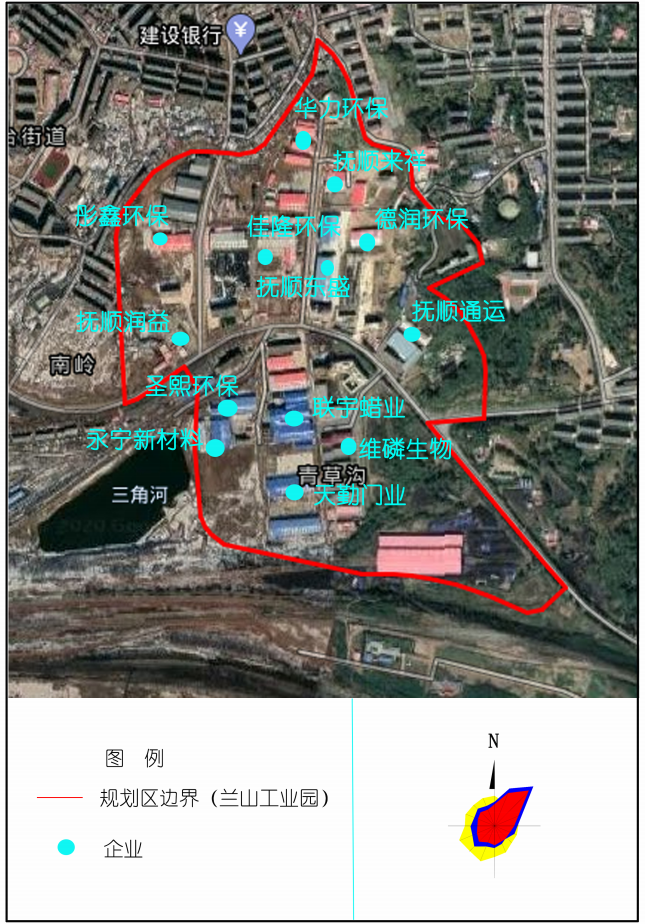 建设银行
¥
华力环保
台街道
抚顺来祥
彤鑫环保
佳隆环保
德润环保
抚顺东盛
抚顺通运
抚顺润益
南岭
圣熙环保
联宇蜡业
永宁新材料
维磷生物
青草沟
三角河
天勤门业
N
图 例
规划区边界（兰山工业园）
企业